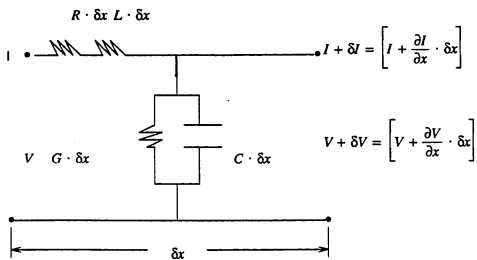 R · δx L · δx
I
I + δI = [I + ∂I/∂x · δx]
V G · δx
C · δx
V + δV = [V + ∂V/∂x · δx]
δx